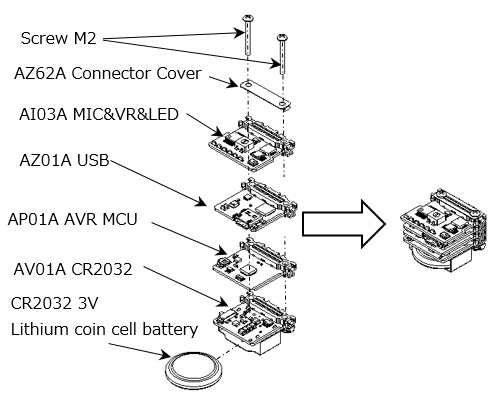 Screw M2
AZ62A Connector Cover
AI03A MIC&VR&LED
AZ01A USB
AP01A AVR MCU
AV01A CR2032
CR2032 3V
Lithium coin cell battery